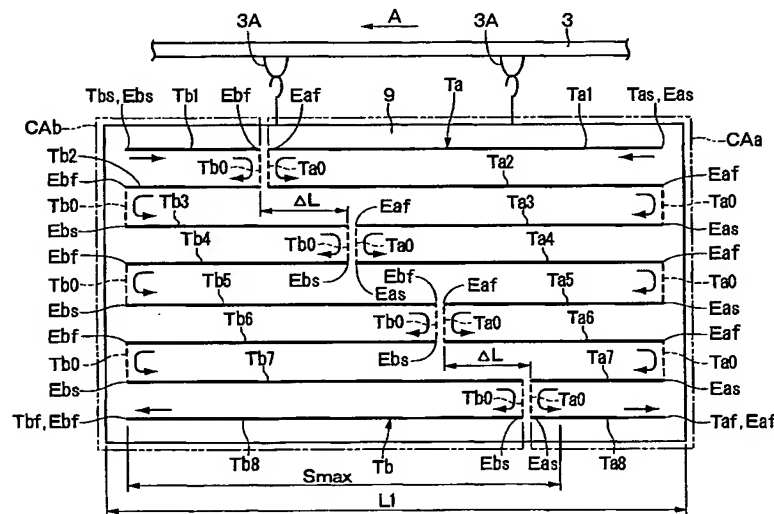 3A A 3A 3
Tbs, Ebs Tb1 Ebf Eaf 9 Ta Ta1 Tas, Eas
CAb CAa
Tb2 Tb0 Ta0 Ta2
Ebf Eaf
Tb0 Tb3 ΔL Eaf Ta3 Ta0
Ebs Tb4 Tb0 Ta0 Ta4 Eas
Ebf Eaf
Tb0 Tb5 Ebs Eas Ebf Eaf Ta5 Ta0
Ebs Eas
Tb6 Tb0 Ta0 Ta6
Ebf Eaf
Tb0 Tb7 Ebs ΔL Ta7 Ta0
Ebs Eas
Tb0 Ta0
Tbf, Ebf Taf, Eaf
Tb8 Tb Ebs Eas Ta8
Smax
L1